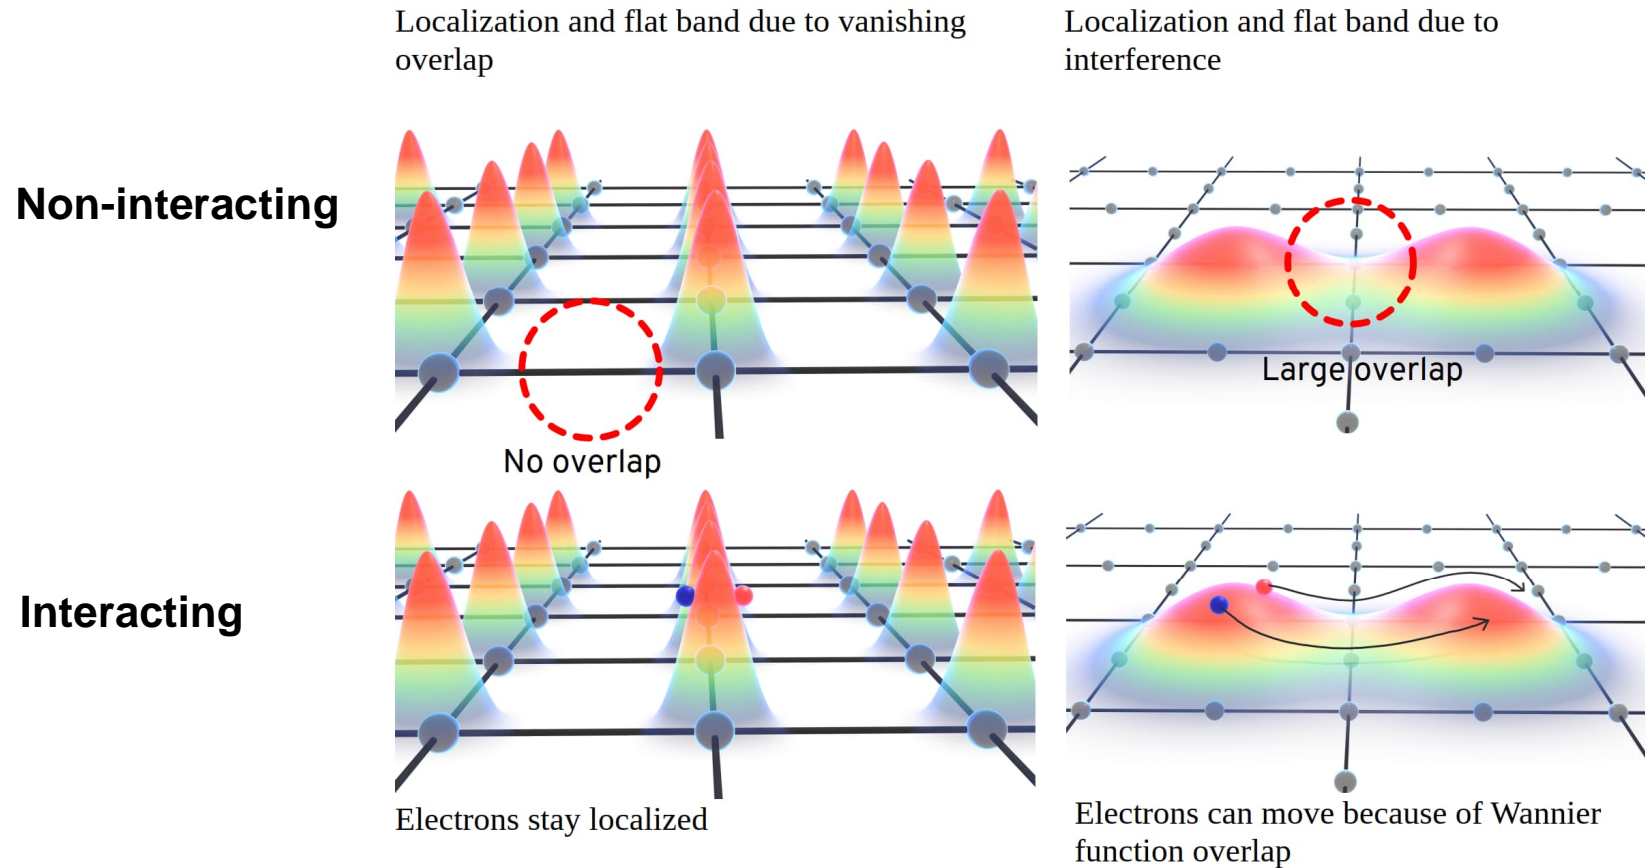 Localization and flat band due to vanishing
overlap
Localization and flat band due to
interference
Non-interacting
Large overlap
No overlap
Interacting
Electrons stay localized
Electrons can move because of Wannier
function overlap